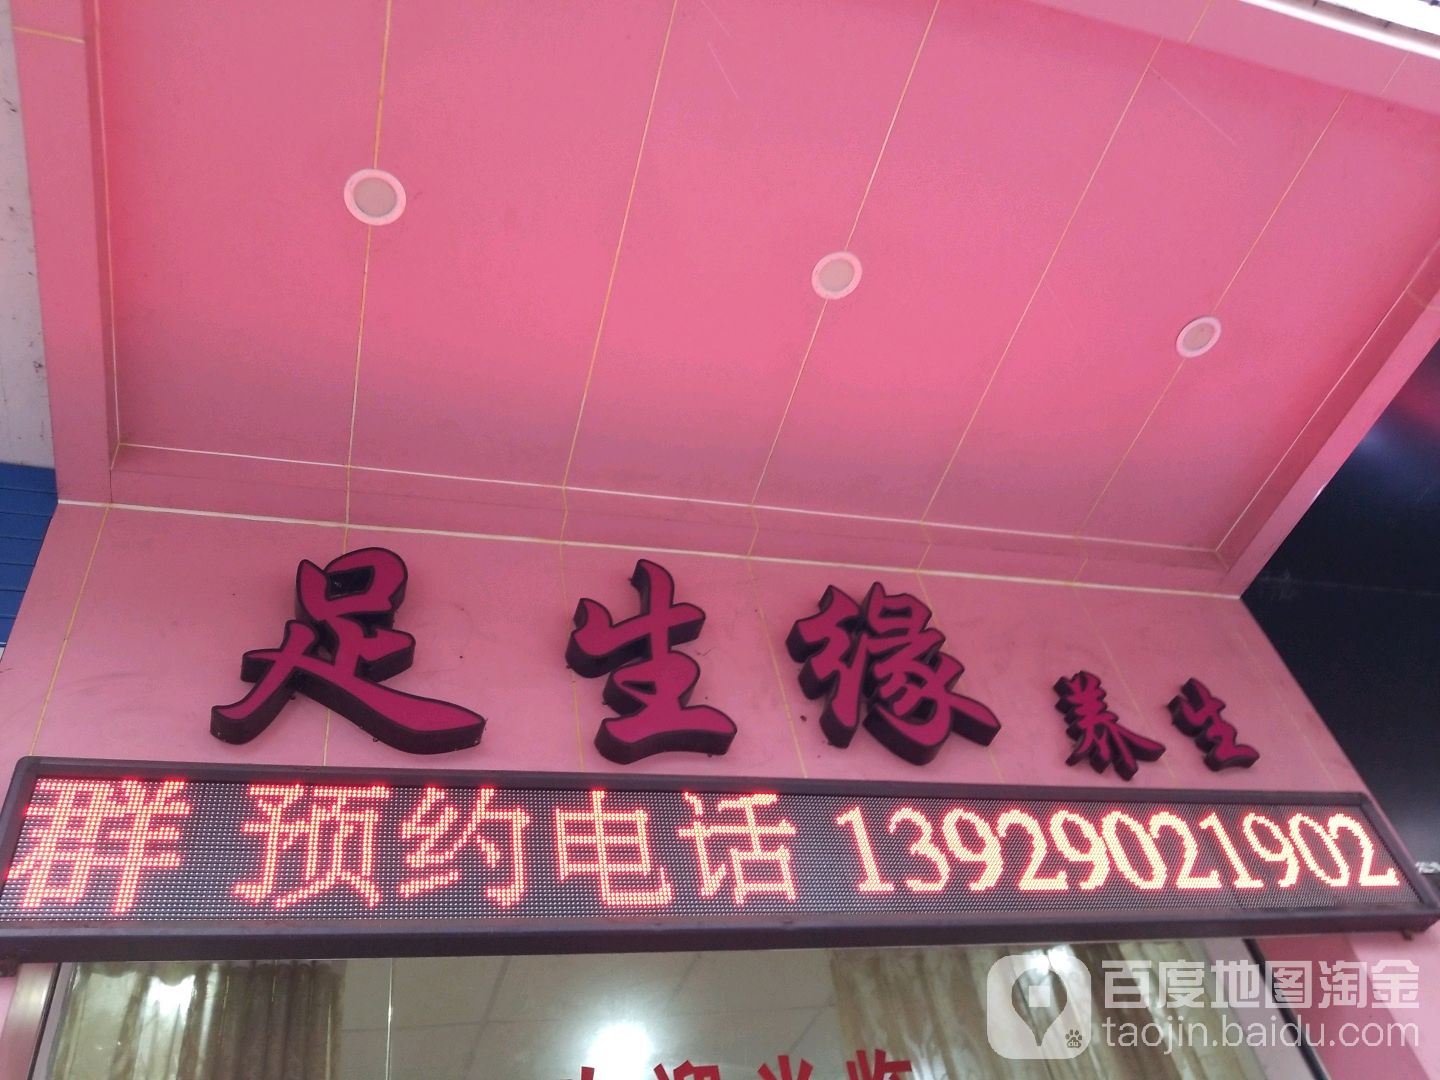 足生缘 养生
群 预约电话 13929021902
百度地图淘金
taojin.baidu.com